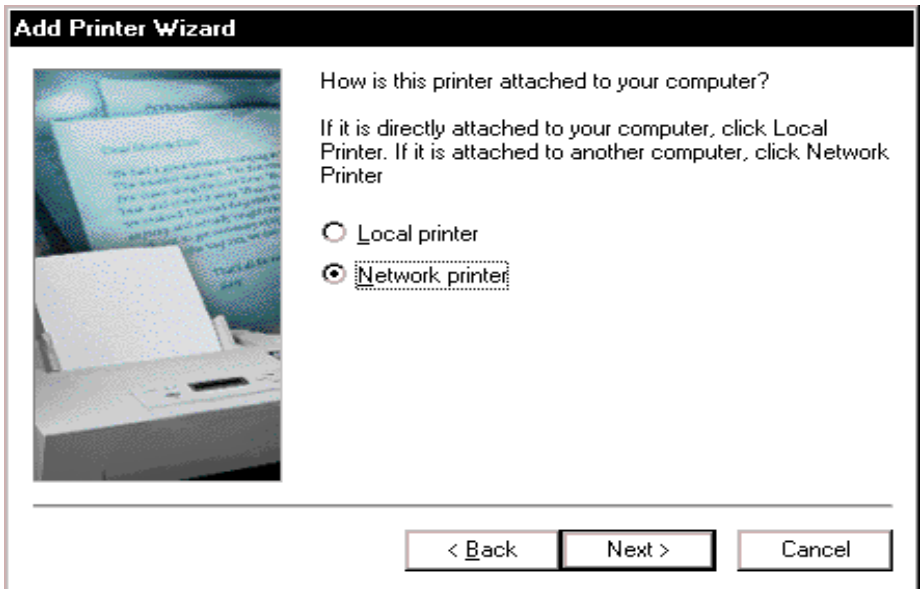 Add Printer Wizard
How is this printer attached to your computer?
If it is directly attached to your computer, click Local
Printer. If it is attached to another computer, click Network
Printer
Local printer
Network printer
< Back
Next >
Cancel